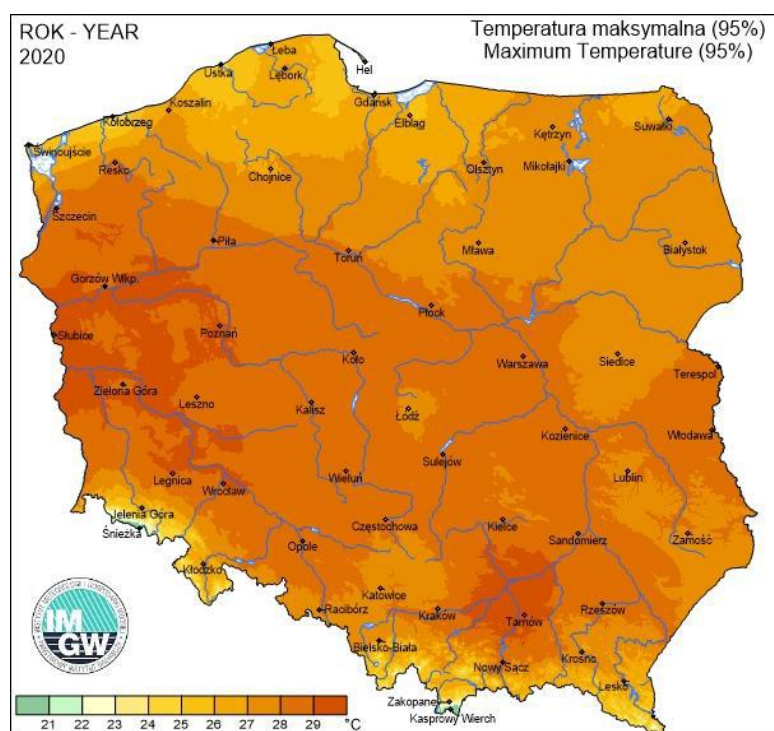 ROK - YEAR
2020
Temperatura maksymalna (95%)
Maximum Temperature (95%)
Łeba
Hel
Ustka
Lębork
Gdańsk
Koszalin
Kołobrzeg
Elbląg
Kętrzyn
Suwałki
Świnoujście
Resko
Chojnice
Olsztyn
Mikołajki
Szczecin
Piła
Toruń
Mława
Białystok
Gorzów Wlkp.
Płock
Słubice
Poznań
Koło
Warszawa
Siedlce
Terespol
Zielona Góra
Leszno
Kalisz
Łódź
Kozienice
Włodawa
Legnica
Wrocław
Wieluń
Sulejów
Lublin
Jelenia Góra
Śnieżka
Częstochowa
Kielce
Sandomierz
Zamość
Opole
Kłodzko
Katowice
Racibórz
Kraków
Tarnów
Rzeszów
Bielsko-Biała
Nowy Sącz
Krosno
Lesko
Zakopane
Kasprowy Wierch
IM
GW
21 22 23 24 25 26 27 28 29 °C